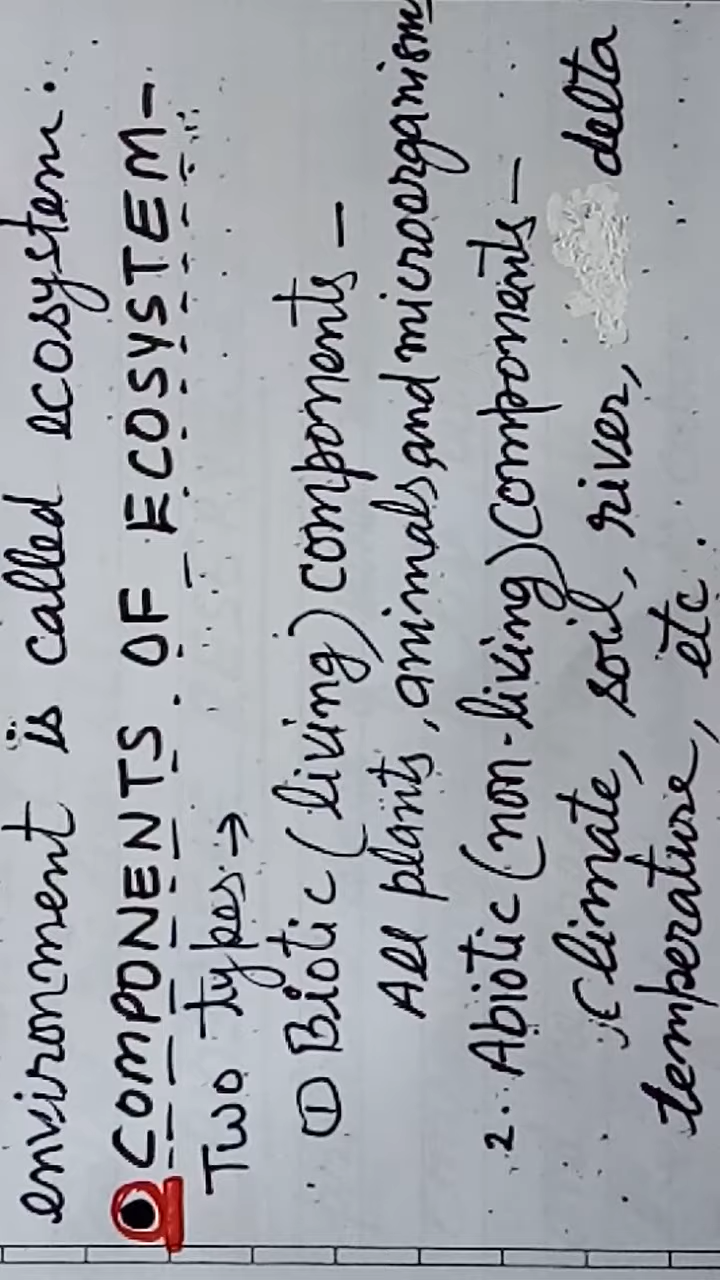 environment is called ecosystem.
COMPONENTS OF ECOSYSTEM-
Two types →
① Biotic (living) components -
All plants, animals, and microorganism
2. Abiotic (non-living) components -
Climate, soil, river, delta
temperature, etc.